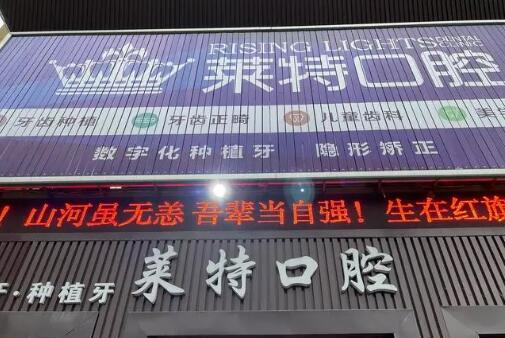 RISING LIGHTS DENTAL CLINIC
莱特口腔
牙齿种植 牙齿正畸 儿童齿科 美
数字化种植牙 隐形矫正
！山河虽无恙 吾辈当自强！生在红旗
·种植牙 莱特口腔